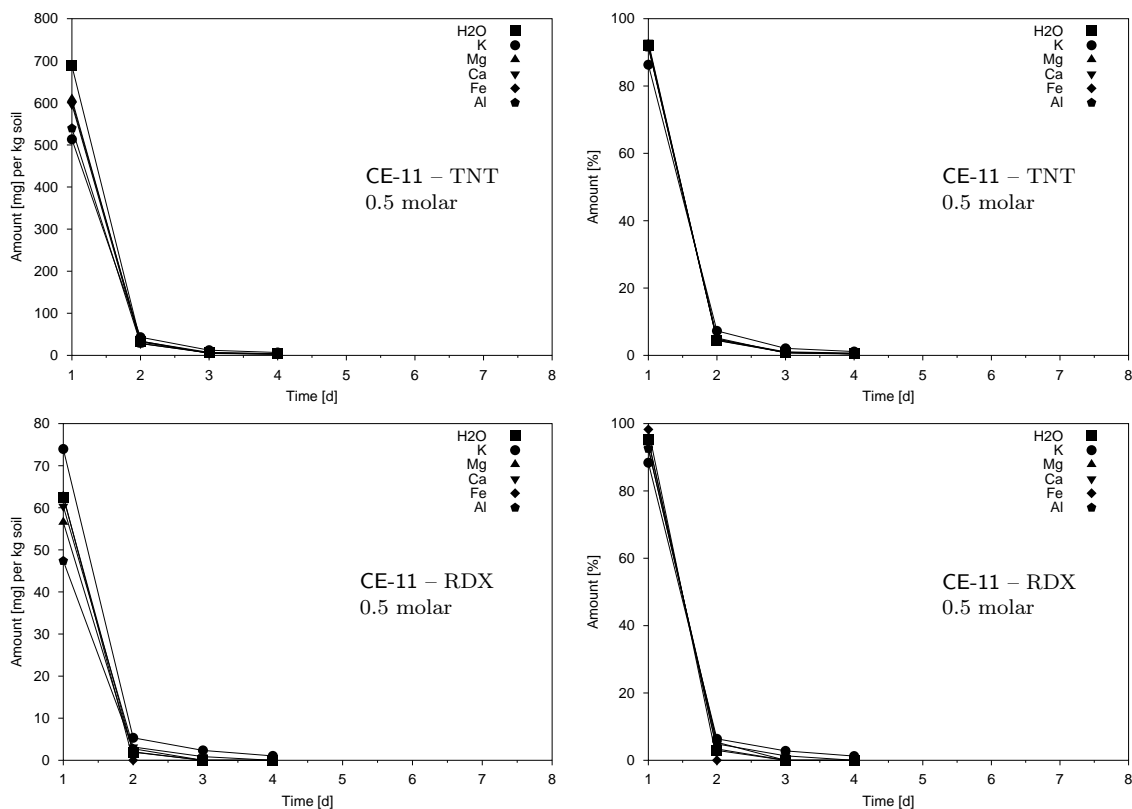 800
700
600
500
400
300
200
100
0
Amount [mg] per kg soil
1 2 3 4 5 6 7 8
Time [d]
H2O
K
Mg
Ca
Fe
Al
CE-11 – TNT
0.5 molar
100
80
60
40
20
0
Amount [%]
1 2 3 4 5 6 7 8
Time [d]
H2O
K
Mg
Ca
Fe
Al
CE-11 – TNT
0.5 molar
80
70
60
50
40
30
20
10
0
Amount [mg] per kg soil
1 2 3 4 5 6 7 8
Time [d]
H2O
K
Mg
Ca
Fe
Al
CE-11 – RDX
0.5 molar
100
80
60
40
20
0
Amount [%]
1 2 3 4 5 6 7 8
Time [d]
H2O
K
Mg
Ca
Fe
Al
CE-11 – RDX
0.5 molar